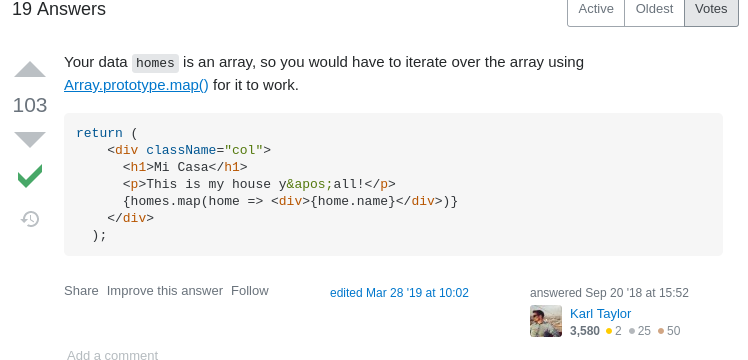 19 Answers
Active Oldest Votes
Your data homes is an array, so you would have to iterate over the array using
103
Array.prototype.map() for it to work.
return (
<div className="col">
<h1>Mi Casa</h1>
<p>This is my house y&apos;all!</p>
{homes.map(home => <div>{home.name}</div>)}
</div>
);
Share Improve this answer Follow
edited Mar 28 '19 at 10:02
answered Sep 20 '18 at 15:52
Karl Taylor
3,580 2 25 50
Add a comment